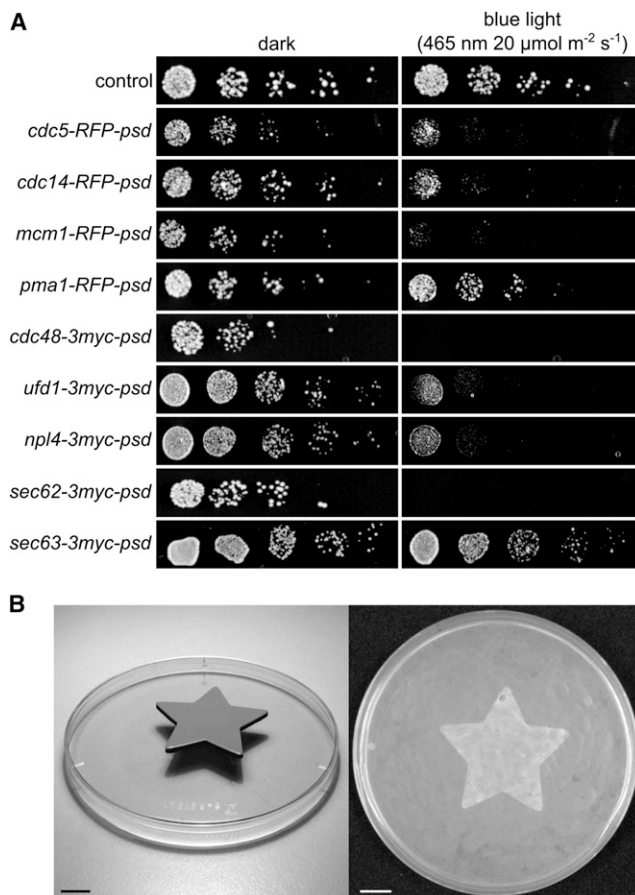 A
dark
blue light
(465 nm 20 µmol m⁻² s⁻¹)
control
cdc5-RFP-psd
cdc14-RFP-psd
mcm1-RFP-psd
pma1-RFP-psd
cdc48-3myc-psd
ufd1-3myc-psd
npl4-3myc-psd
sec62-3myc-psd
sec63-3myc-psd
B